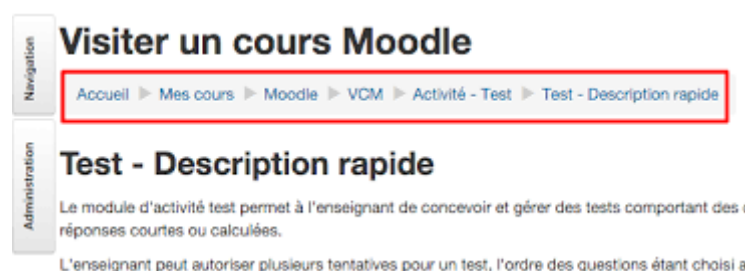 Navigation
Visiter un cours Moodle
Accueil ▶ Mes cours ▶ Moodle ▶ VCM ▶ Activité - Test ▶ Test - Description rapide
Administration
Test - Description rapide
Le module d'activité test permet à l'enseignant de concevoir et gérer des tests comportant des
réponses courtes ou calculées.
L'enseignant peut autoriser plusieurs tentatives pour un test, l'ordre des questions étant choisi